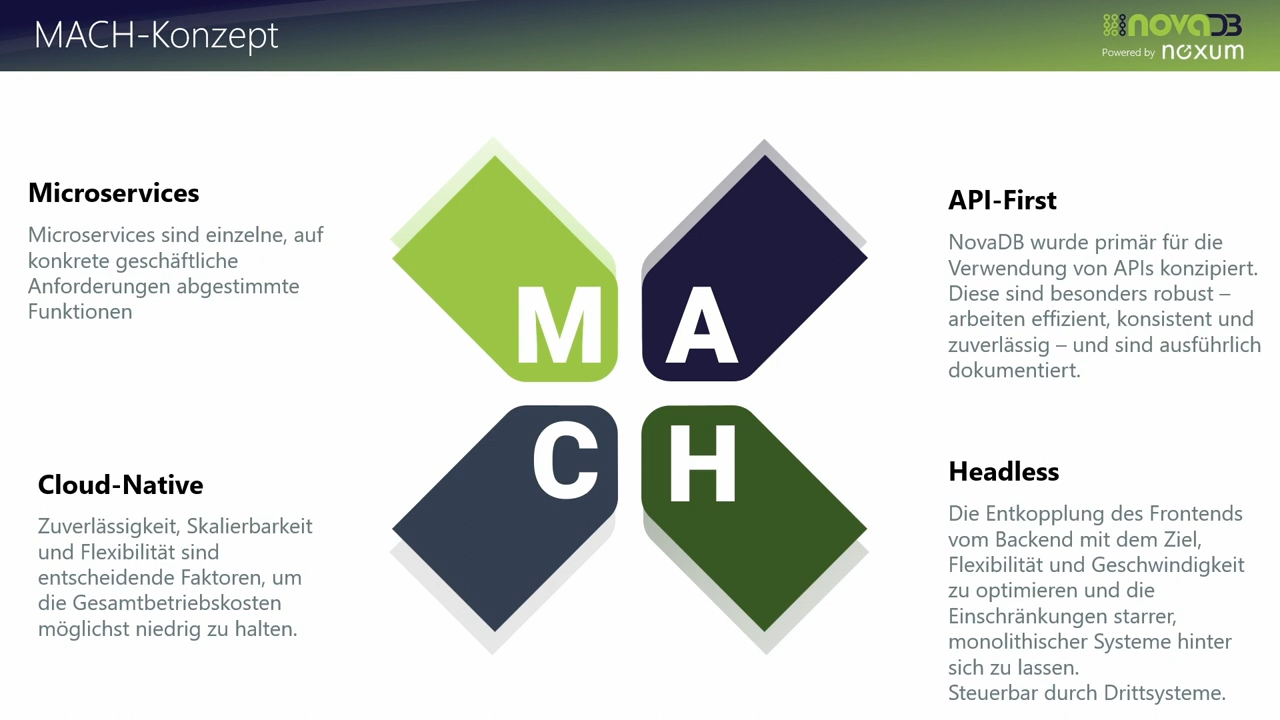 MACH-Konzept
novaDB
Powered by nexum
Microservices
Microservices sind einzelne, auf
konkrete geschäftliche
Anforderungen abgestimmte
Funktionen
M
A
API-First
NovaDB wurde primär für die
Verwendung von APIs konzipiert.
Diese sind besonders robust –
arbeiten effizient, konsistent und
zuverlässig – und sind ausführlich
dokumentiert.
Cloud-Native
Zuverlässigkeit, Skalierbarkeit
und Flexibilität sind
entscheidende Faktoren, um
die Gesamtbetriebskosten
möglichst niedrig zu halten.
C
H
Headless
Die Entkopplung des Frontends
vom Backend mit dem Ziel,
Flexibilität und Geschwindigkeit
zu optimieren und die
Einschränkungen starrer,
monolithischer Systeme hinter
sich zu lassen.
Steuerbar durch Drittsysteme.